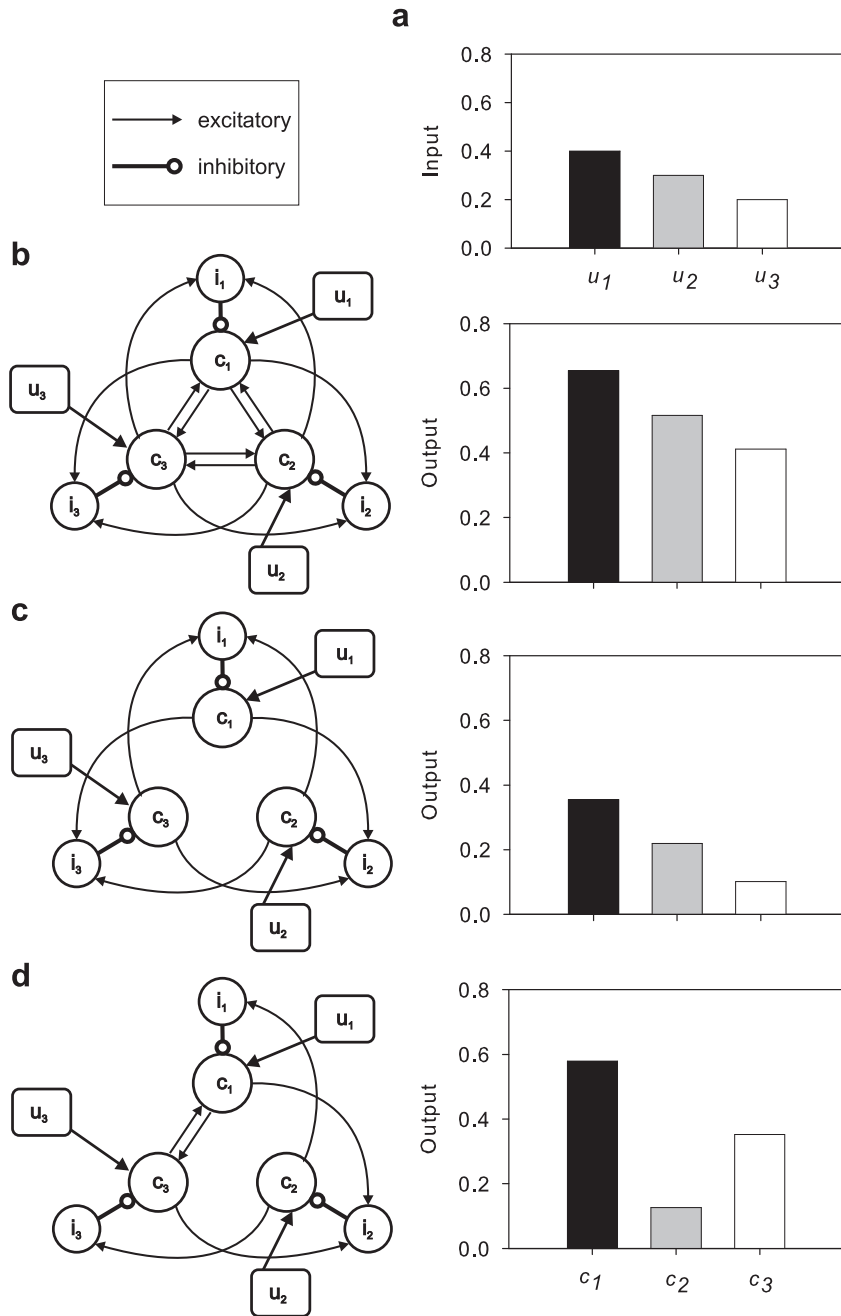 a
excitatory
inhibitory
0.8
0.6
0.4
0.2
0.0
Input
u1 u2 u3
b
i1
u1
c1
u3
c3 c2
i3 i2
u2
0.8
0.6
0.4
0.2
0.0
Output
c
i1
u1
c1
u3
c3 c2
i3 i2
u2
0.8
0.6
0.4
0.2
0.0
Output
d
i1
u1
c1
u3
c3 c2
i3 i2
u2
0.8
0.6
0.4
0.2
0.0
Output
c1 c2 c3